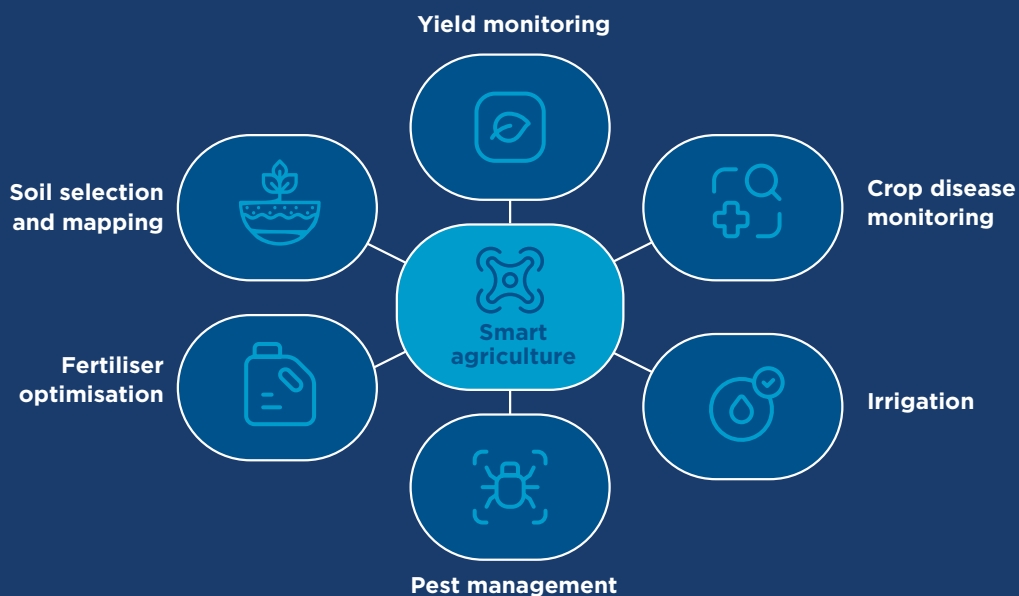 Yield monitoring
Soil selection
and mapping
Crop disease
monitoring
Smart
agriculture
Fertiliser
optimisation
Irrigation
Pest management